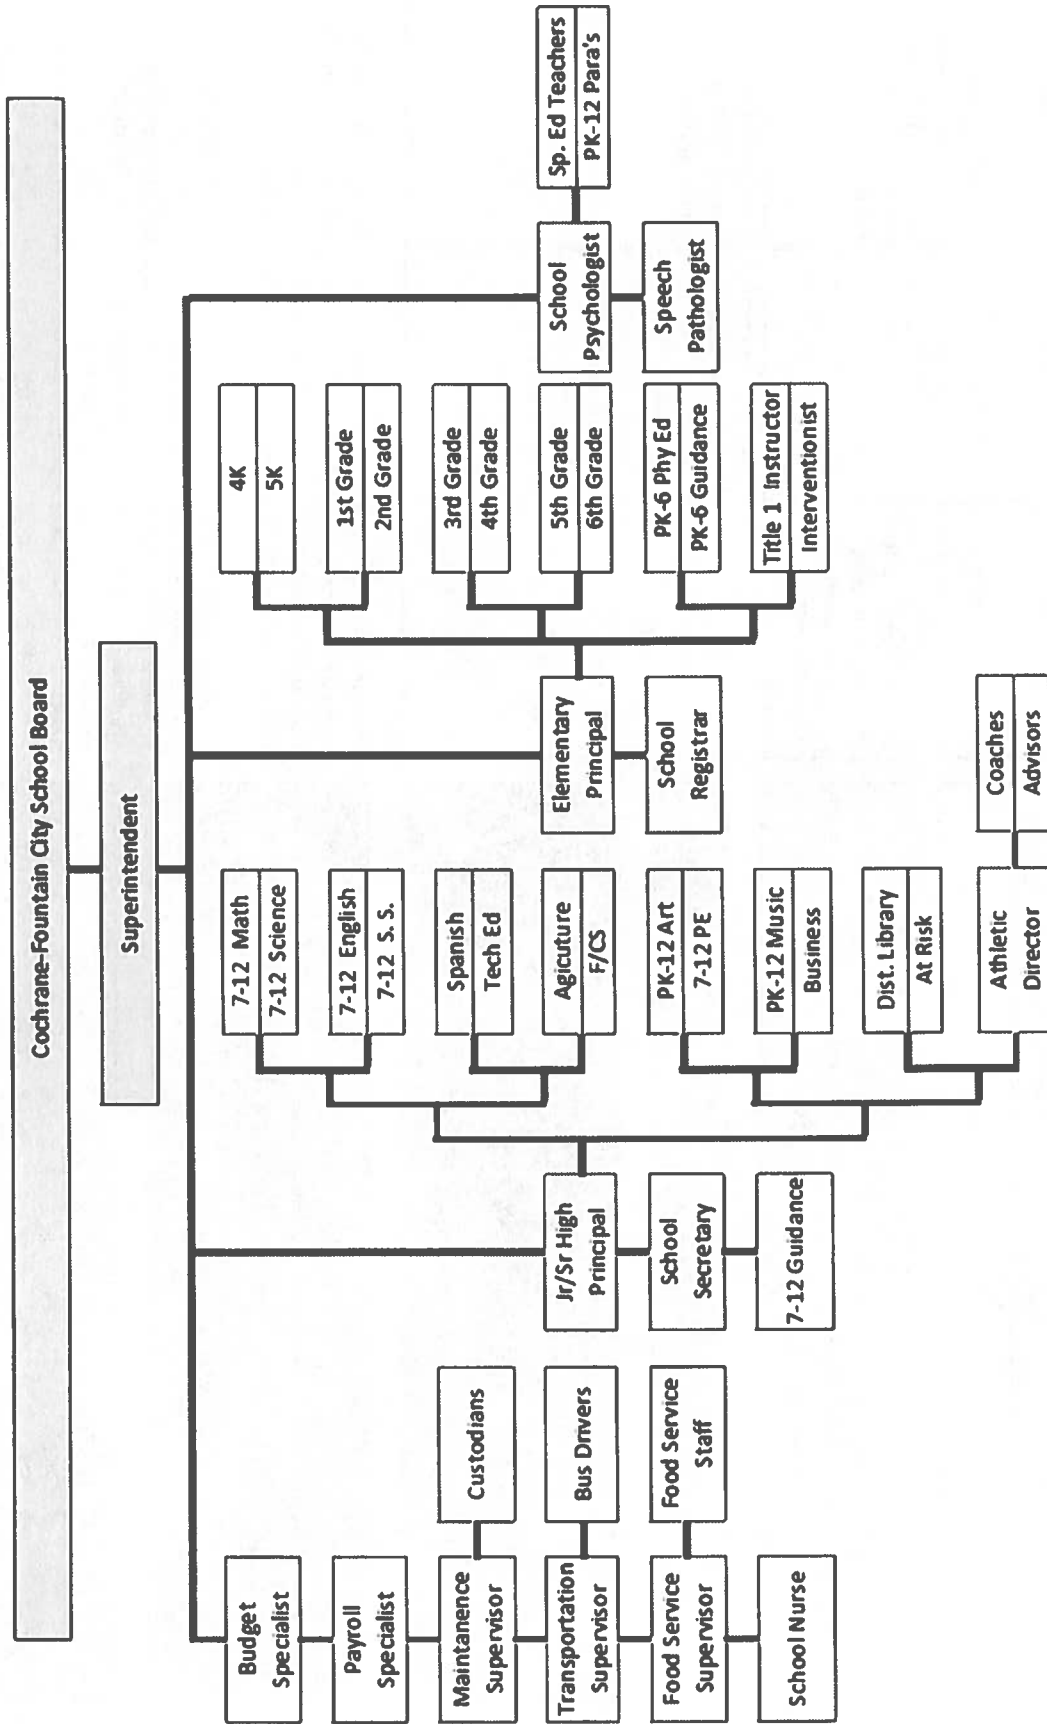 Cochrane-Fountain City School Board
Superintendent
Budget
Specialist
Payroll
Specialist
Maintanence
Supervisor
Custodians
Transportation
Supervisor
Bus Drivers
Food Service
Supervisor
Food Service
Staff
School Nurse
Jr/Sr High
Principal
School
Secretary
7-12 Guidance
7-12 Math
7-12 Science
7-12 English
7-12 S. S.
Spanish
Tech Ed
Agicuture
F/CS
PK-12 Art
7-12 PE
PK-12 Music
Business
Dist. Library
At Risk
Athletic
Director
Coaches
Advisors
Elementary
Principal
School
Registrar
4K
5K
1st Grade
2nd Grade
3rd Grade
4th Grade
5th Grade
6th Grade
PK-6 Phy Ed
PK-6 Guidance
Title 1 Instructor
Interventionist
School
Psychologist
Speech
Pathologist
Sp. Ed Teachers
PK-12 Para's